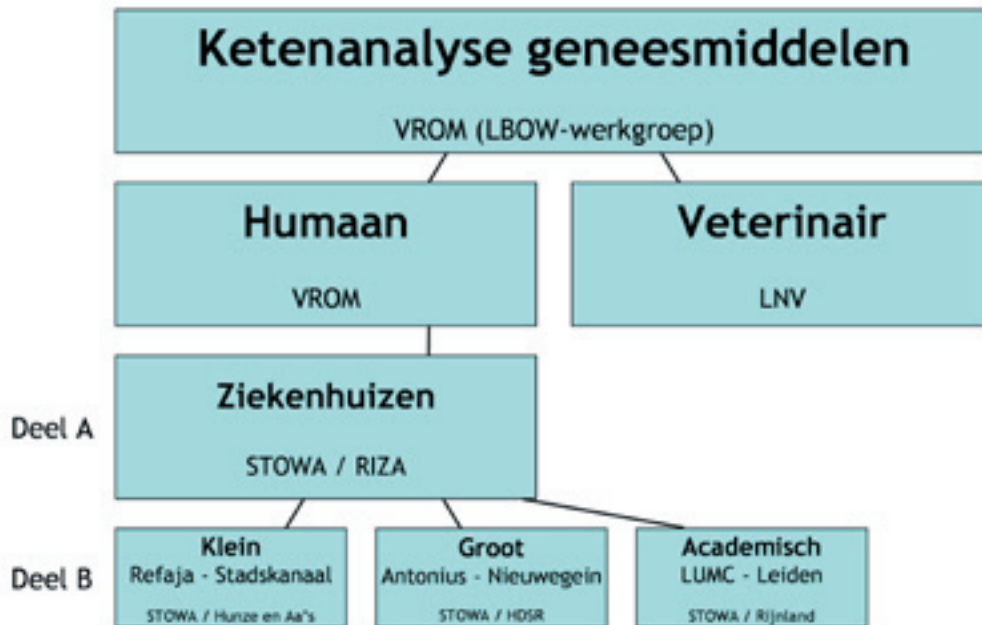 Ketenanalyse geneesmiddelen
VROM (LBOW-werkgroep)
Humaan
VROM
Veterinair
LNV
Deel A
Ziekenhuizen
STOWA / RIZA
Deel B
Klein
Refaja - Stadskanaal
STOWA / Hunze en Aa's
Groot
Antonius - Nieuwegein
STOWA / HDSR
Academisch
LUMC - Leiden
STOWA / Rijnland